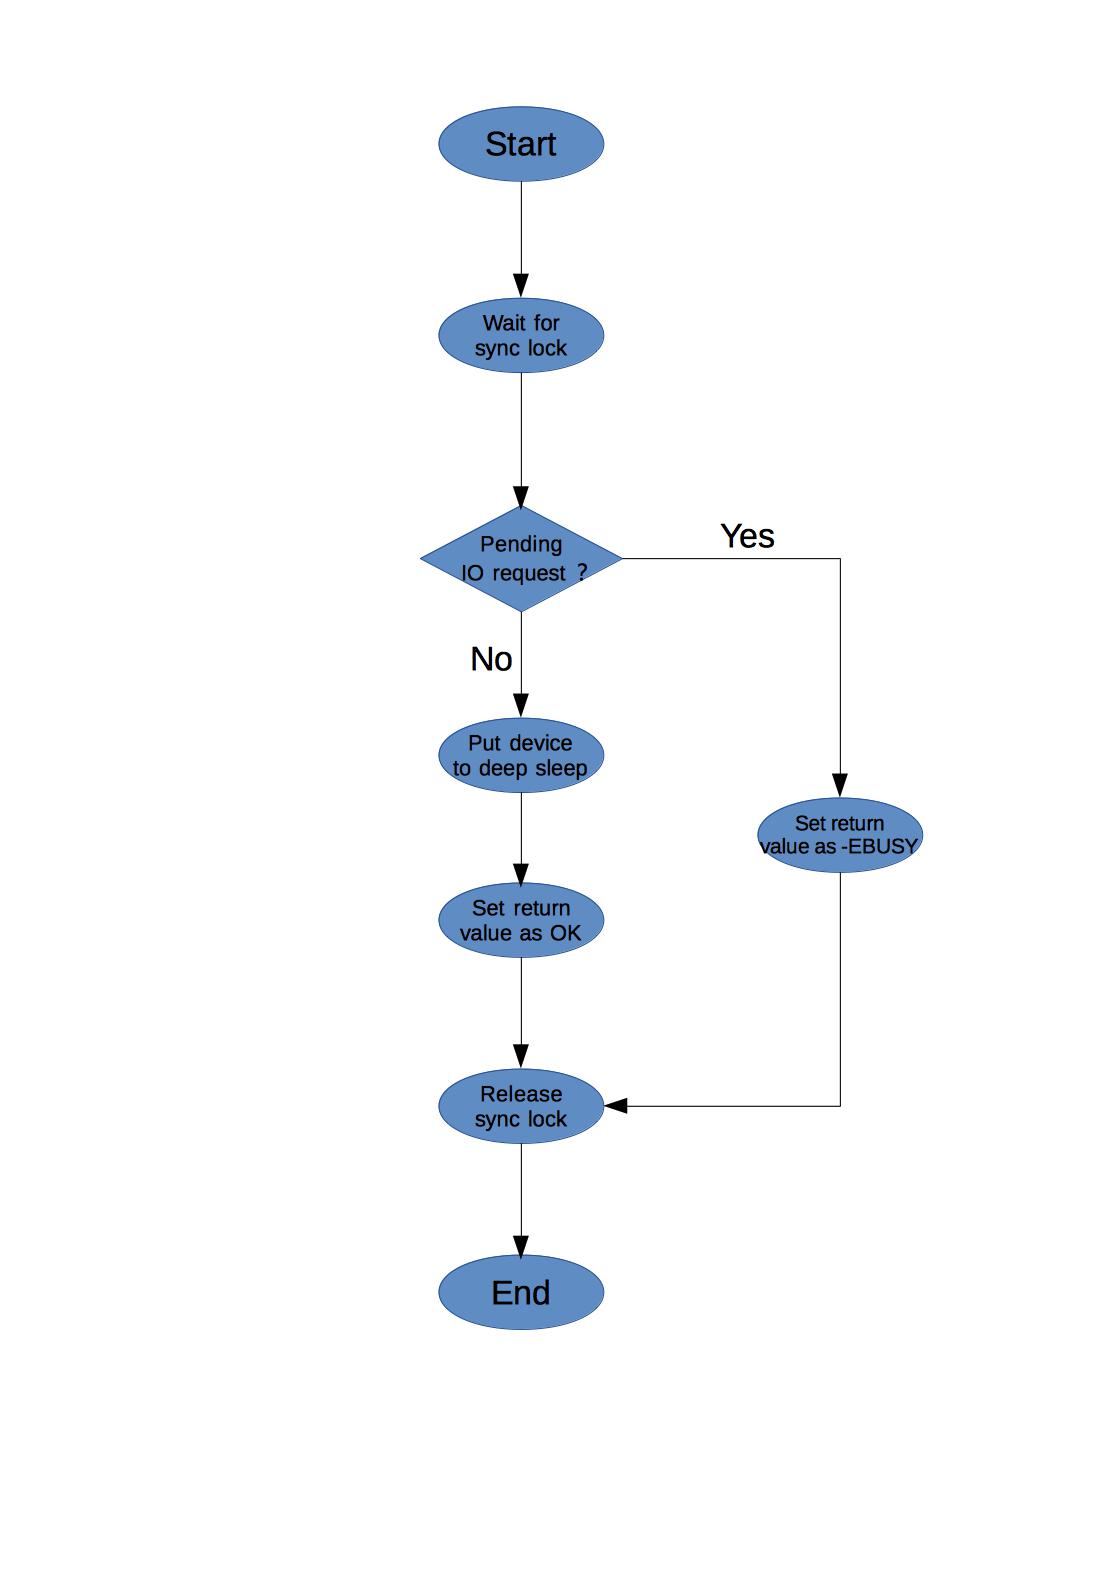 Start
Wait for
sync lock
Pending
IO request ?
Yes
No
Put device
to deep sleep
Set return
value as -EBUSY
Set return
value as OK
Release
sync lock
End